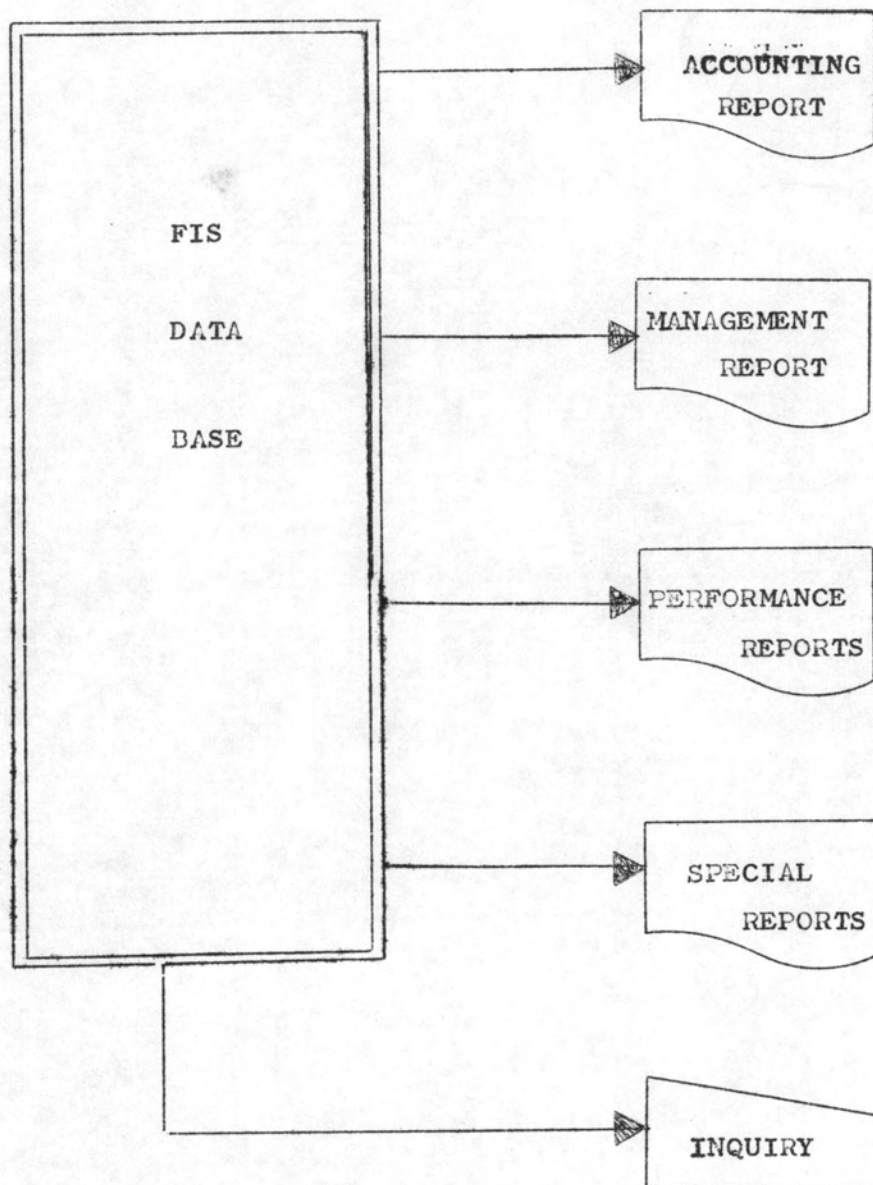 FIS
DATA
BASE
ACCOUNTING
REPORT
MANAGEMENT
REPORT
PERFORMANCE
REPORTS
SPECIAL
REPORTS
INQUIRY